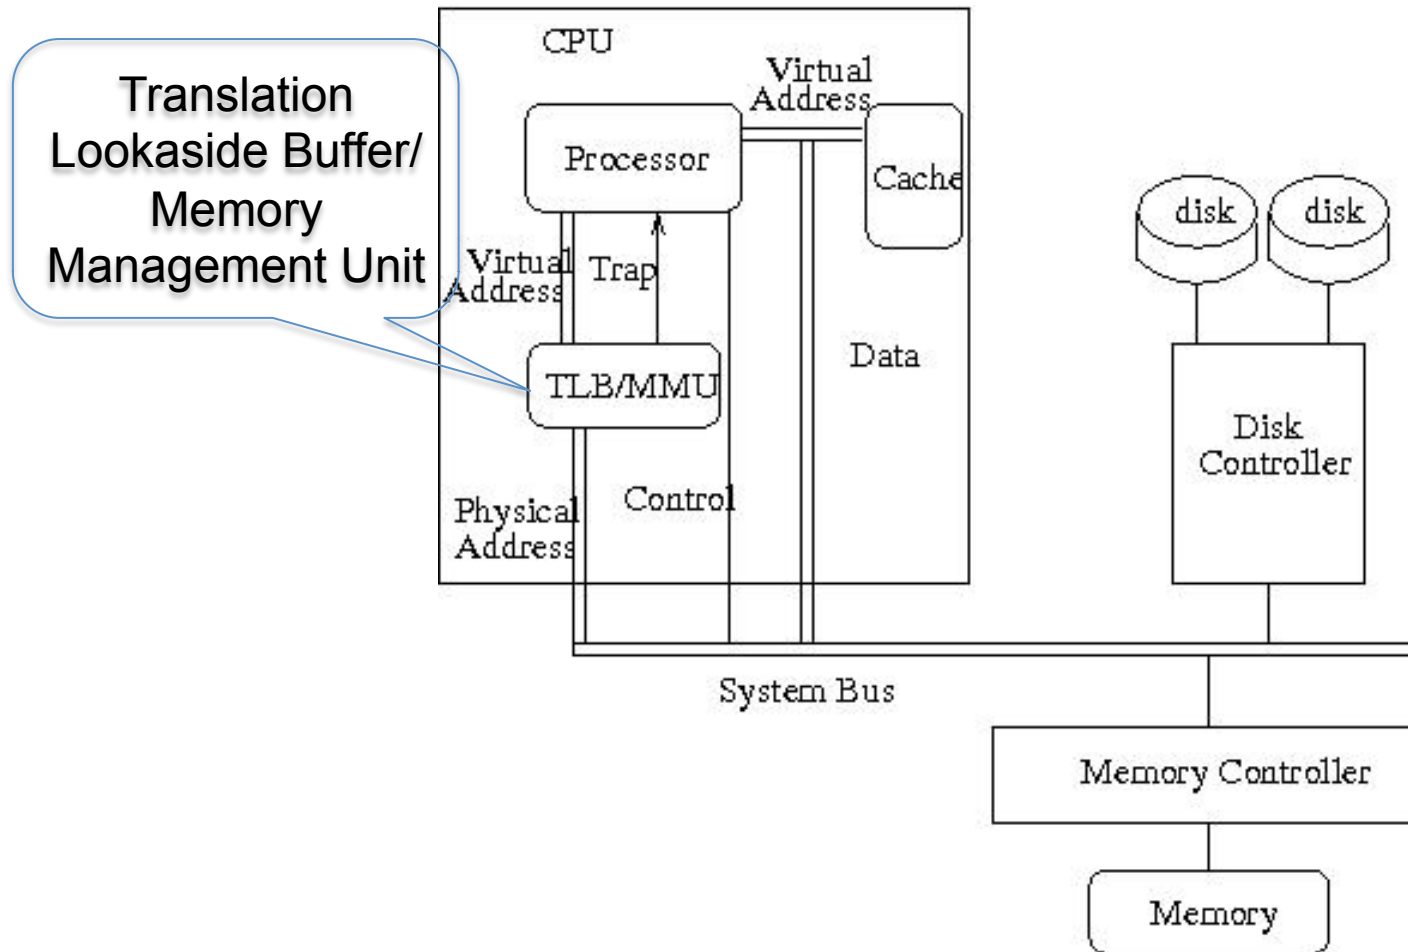 Translation
Lookaside Buffer/
Memory
Management Unit
CPU
Virtual
Address
Processor
Cache
Virtual
Address
Trap
TLB/MMU
Data
Physical
Address
Control
disk
disk
Disk
Controller
System Bus
Memory Controller
Memory